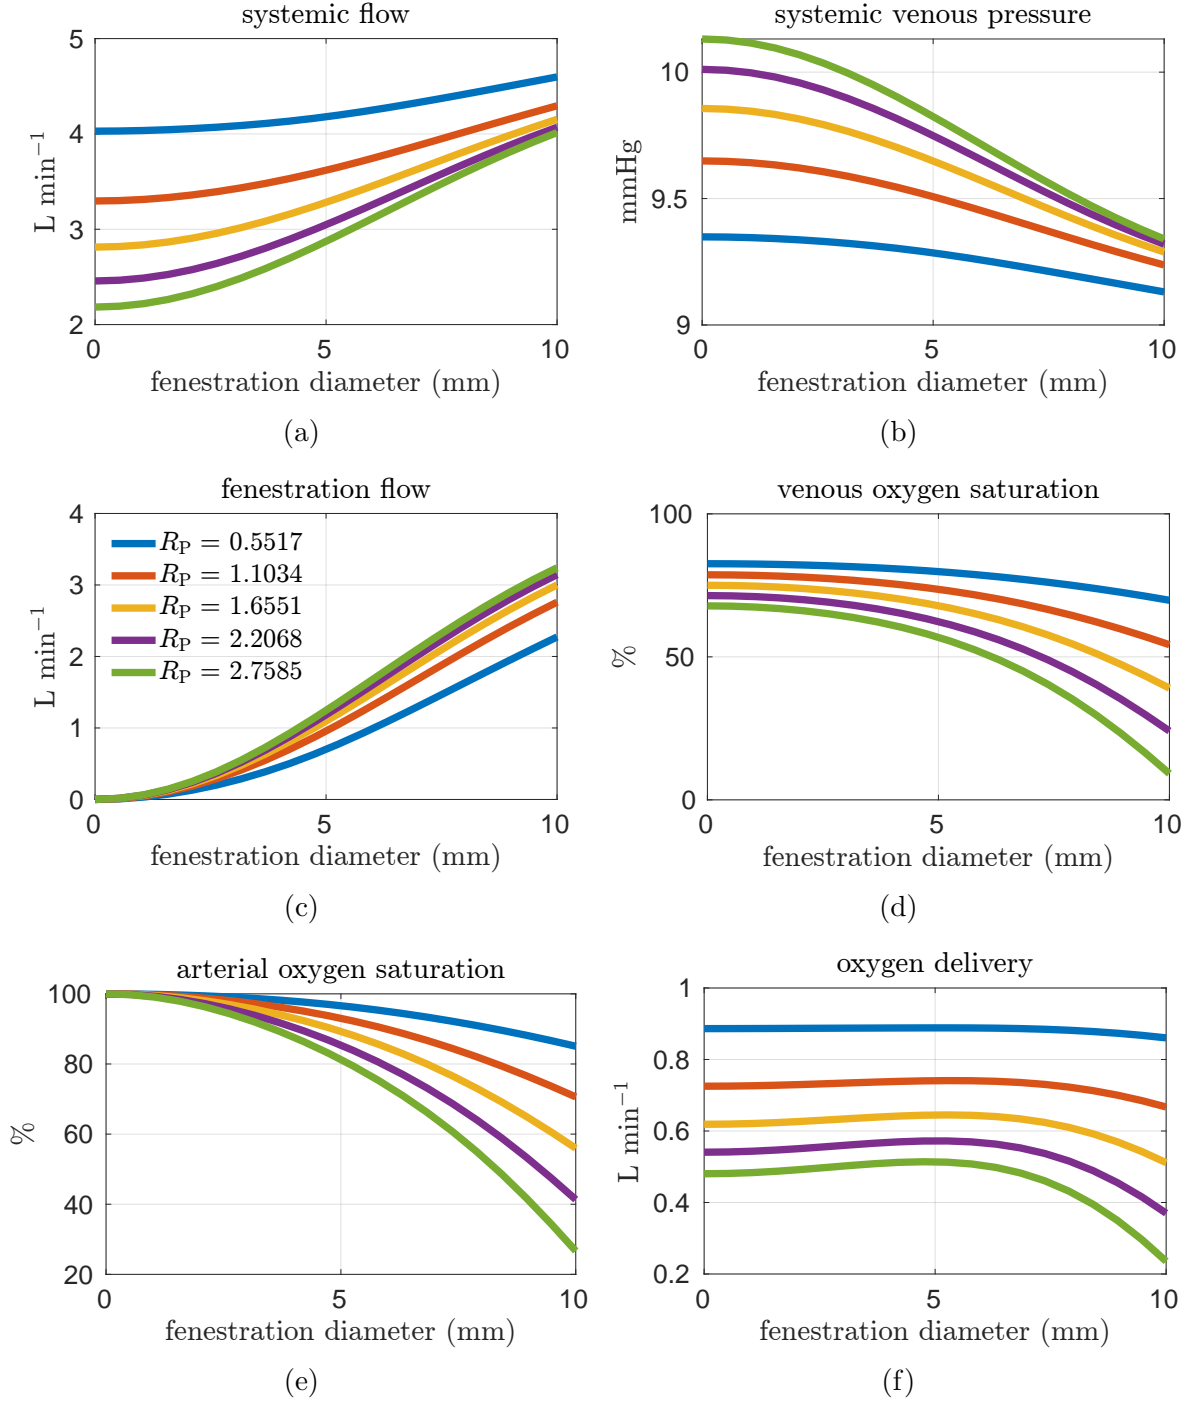 systemic flow
5
4
3
2
L min⁻¹
0
5
10
fenestration diameter (mm)
(a)
systemic venous pressure
10
9.5
9
mmHg
0
5
10
fenestration diameter (mm)
(b)
fenestration flow
4
3
2
1
0
L min⁻¹
R_P = 0.5517
R_P = 1.1034
R_P = 1.6551
R_P = 2.2068
R_P = 2.7585
0
5
10
fenestration diameter (mm)
(c)
venous oxygen saturation
100
50
0
%
0
5
10
fenestration diameter (mm)
(d)
arterial oxygen saturation
100
80
60
40
20
%
0
5
10
fenestration diameter (mm)
(e)
oxygen delivery
1
0.8
0.6
0.4
0.2
L min⁻¹
0
5
10
fenestration diameter (mm)
(f)